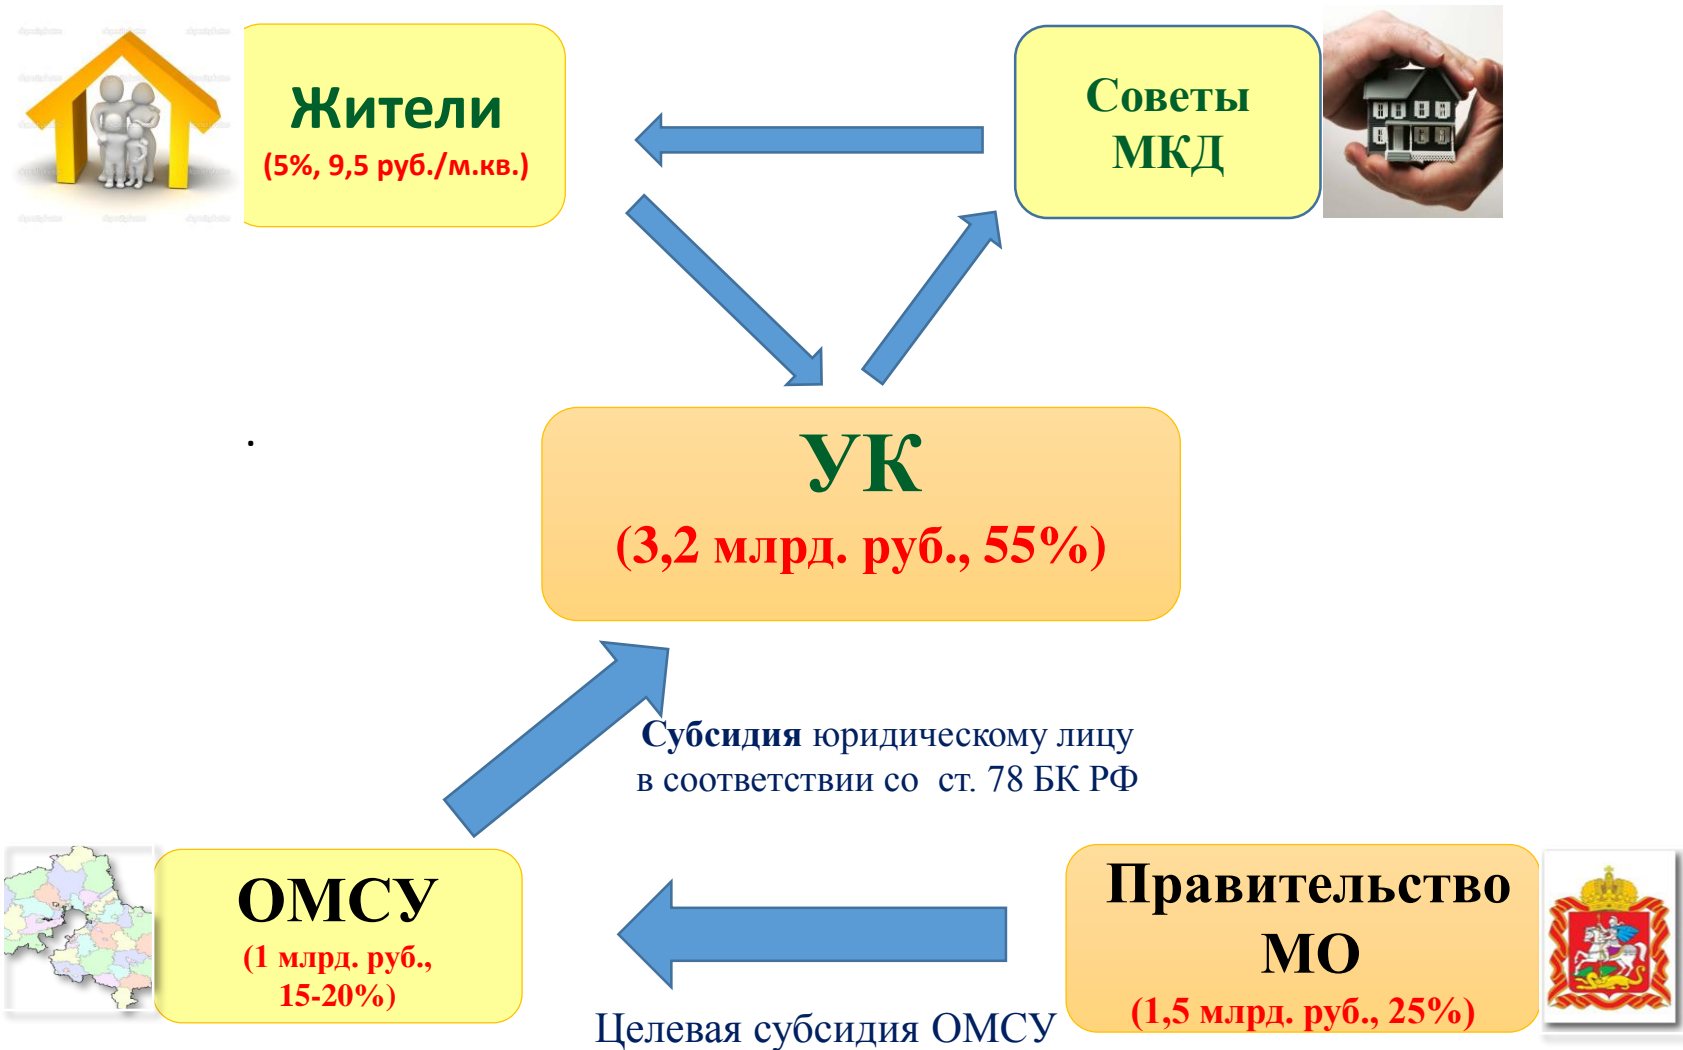 Жители
(5%, 9,5 руб./м.кв.)
Советы
МКД
.
УК
(3,2 млрд. руб., 55%)
Субсидия юридическому лицу
в соответствии со ст. 78 БК РФ
ОМСУ
(1 млрд. руб.,
15-20%)
Правительство
МО
(1,5 млрд. руб., 25%)
Целевая субсидия ОМСУ